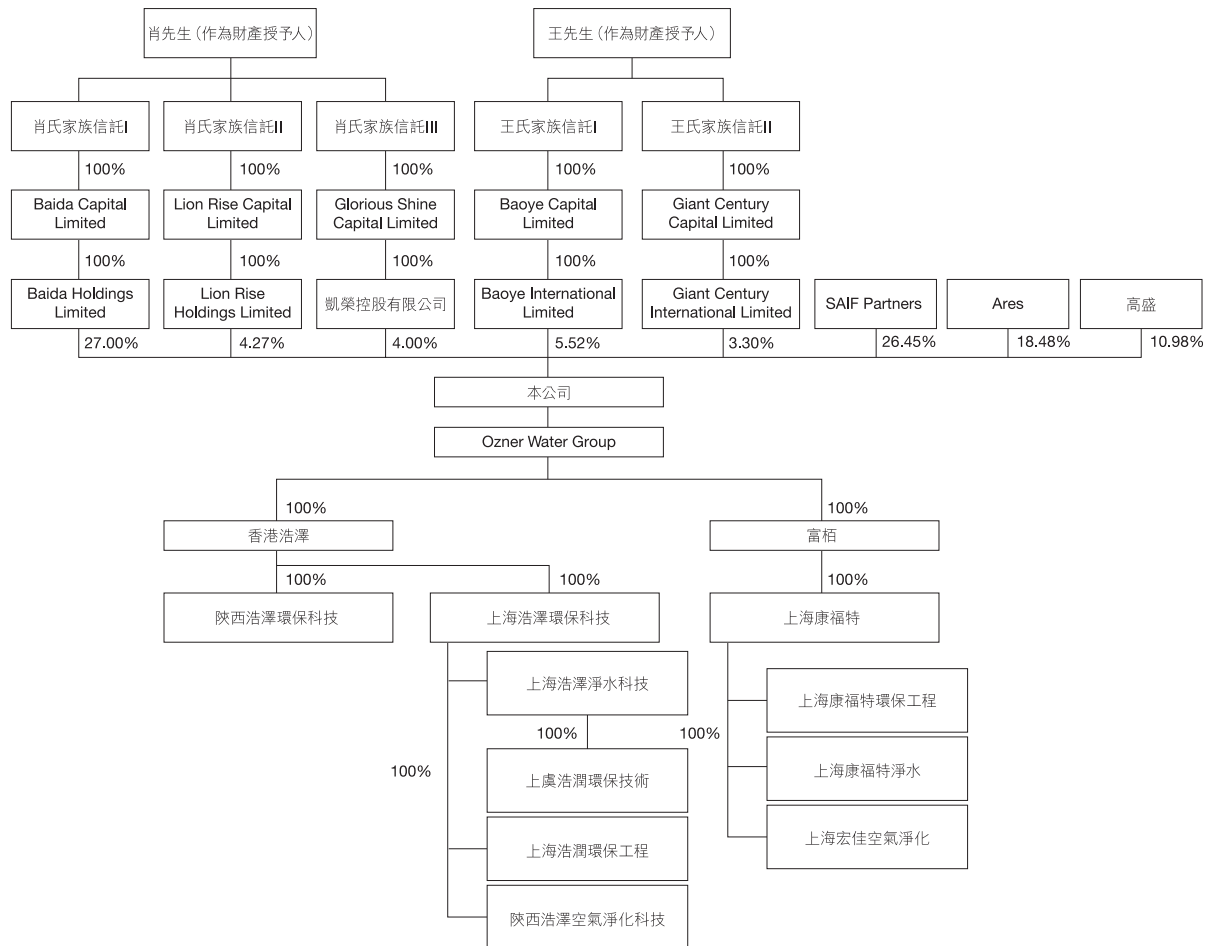 肖先生（作為財產授予人）
王先生（作為財產授予人）
肖氏家族信託I
肖氏家族信託II
肖氏家族信託III
王氏家族信託I
王氏家族信託II
100%
100%
100%
100%
100%
Baida Capital
Limited
Lion Rise Capital
Limited
Glorious Shine
Capital Limited
Baoye Capital
Limited
Giant Century
Capital Limited
100%
100%
100%
100%
100%
Baida Holdings
Limited
Lion Rise
Holdings Limited
凱榮控股有限公司
Baoye International
Limited
Giant Century
International Limited
SAIF Partners
Ares
高盛
27.00%
4.27%
4.00%
5.52%
3.30%
26.45%
18.48%
10.98%
本公司
Ozner Water Group
100%
100%
香港浩澤
富栢
100%
100%
100%
陝西浩澤環保科技
上海浩澤環保科技
上海康福特
上海浩澤淨水科技
上海康福特環保工程
100%
100%
100%
上虞浩潤環保技術
上海康福特淨水
上海浩潤環保工程
上海宏佳空氣淨化
陝西浩澤空氣淨化科技